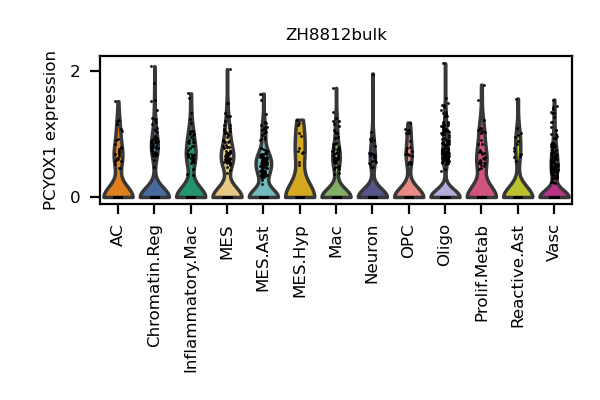 ZH8812bulk
PCYOX1 expression
2
0
AC
Chromatin.Reg
Inflammatory.Mac
MES
MES.Ast
MES.Hyp
Mac
Neuron
OPC
Oligo
Prolif.Metab
Reactive.Ast
Vasc